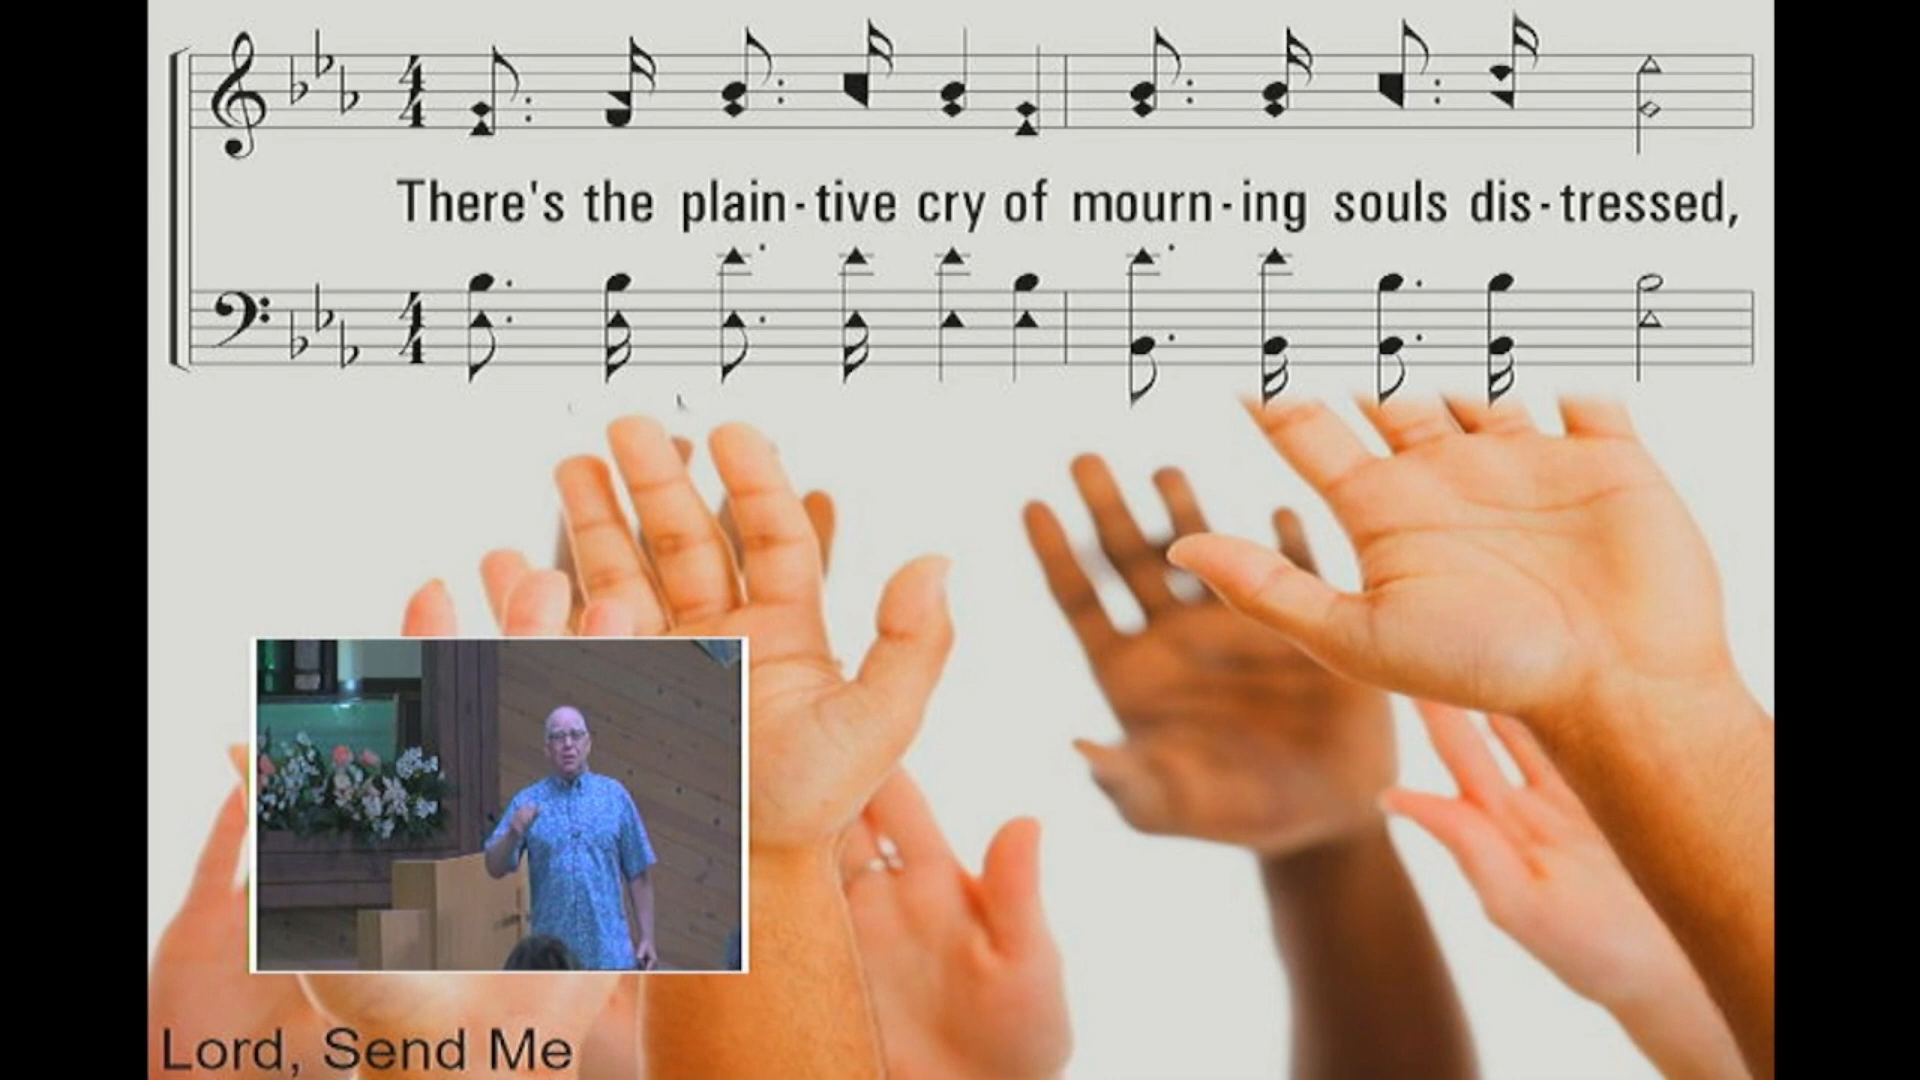 There's the plain-tive cry of mourn-ing souls dis-tressed,
Lord, Send Me